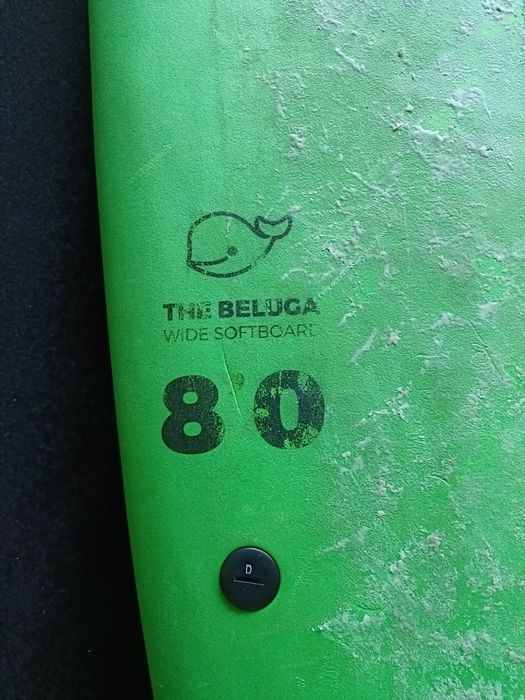 THE BELUGA
WIDE SOFTBOARD
8'0
D